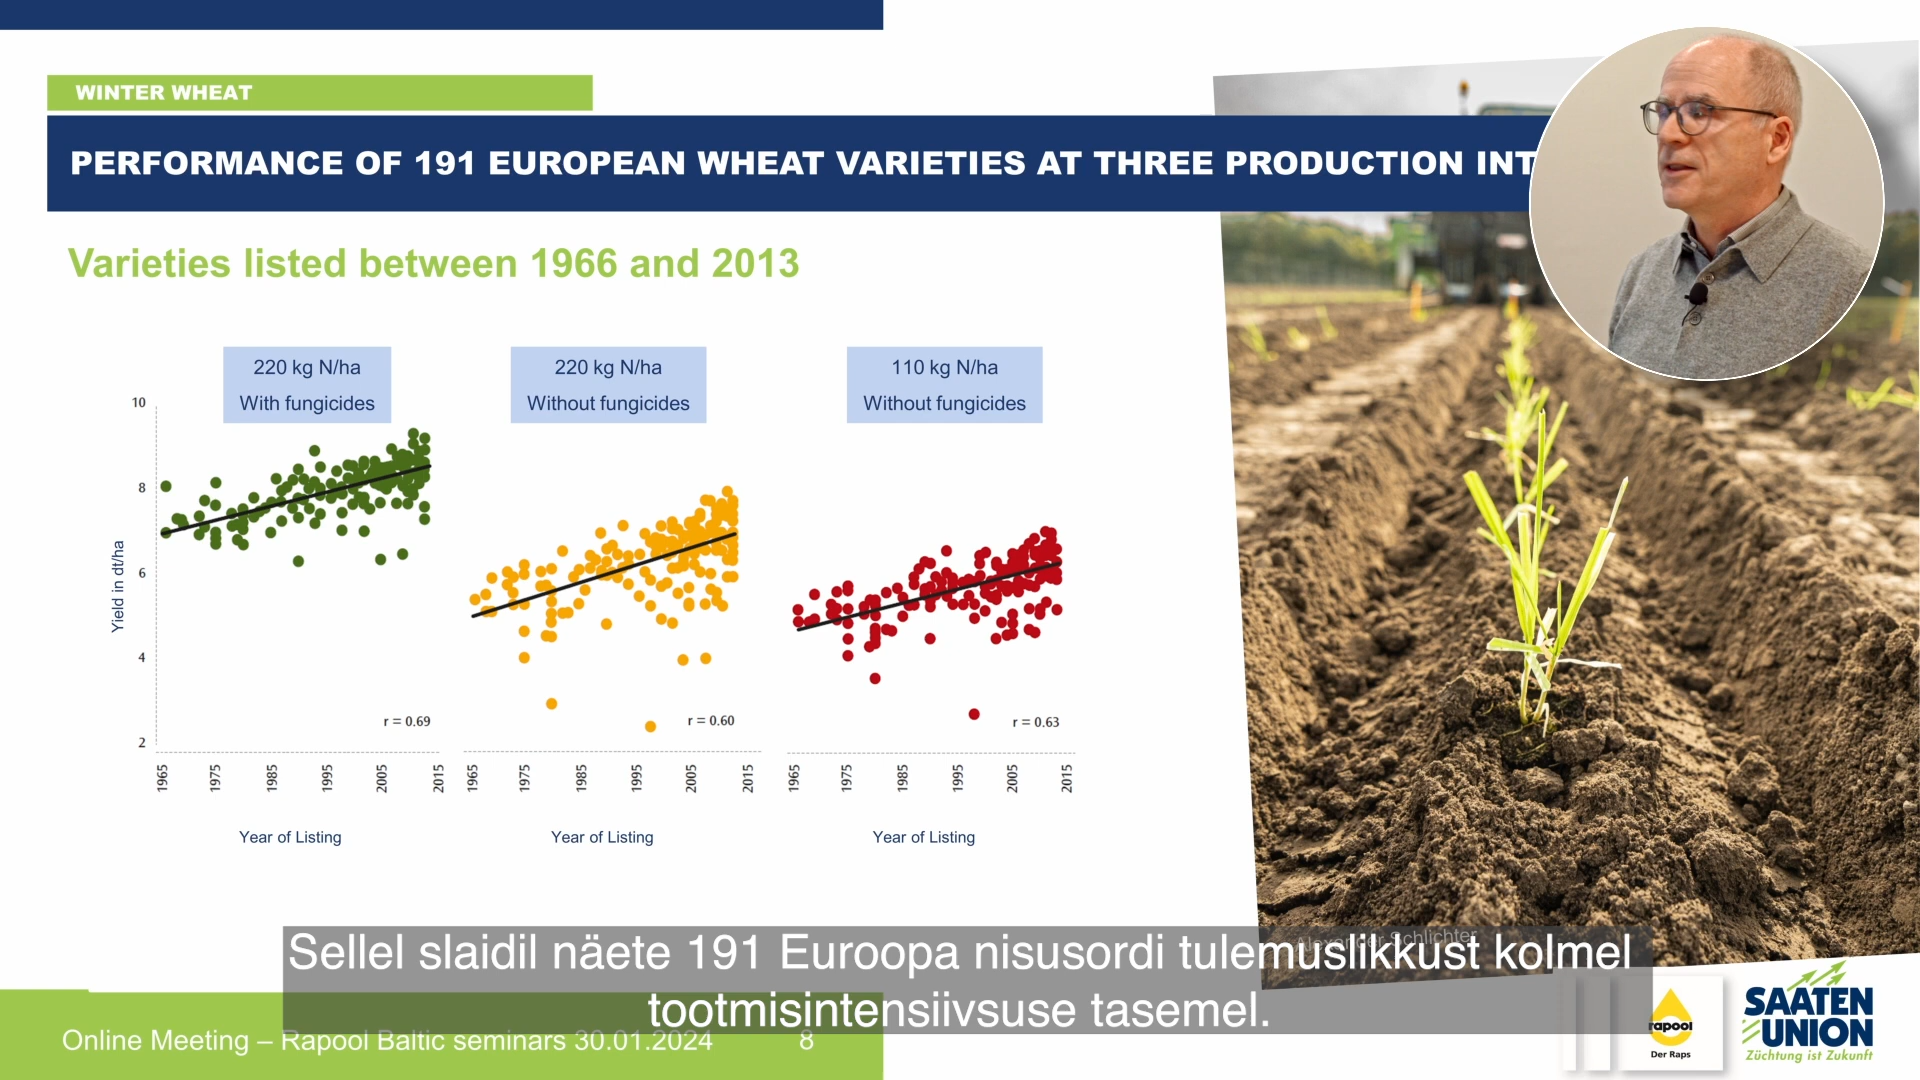 WINTER WHEAT
PERFORMANCE OF 191 EUROPEAN WHEAT VARIETIES AT THREE PRODUCTION INT
Varieties listed between 1966 and 2013
220 kg N/ha
With fungicides
220 kg N/ha
Without fungicides
110 kg N/ha
Without fungicides
Yield in dt/ha
10
8
6
4
2
r = 0.69
r = 0.60
r = 0.63
1965 1975 1985 1995 2005 2015
1965 1975 1985 1995 2005 2015
1965 1975 1985 1995 2005 2015
Year of Listing
Year of Listing
Year of Listing
Alexander Schlichter
Sellel slaidil näete 191 Euroopa nisusordi tulemuslikkust kolmel
tootmisintensiivsuse tasemel.
Online Meeting – Rapool Baltic seminars 30.01.2024
8
rapool
Der Raps
SAATEN
UNION
Züchtung ist Zukunft